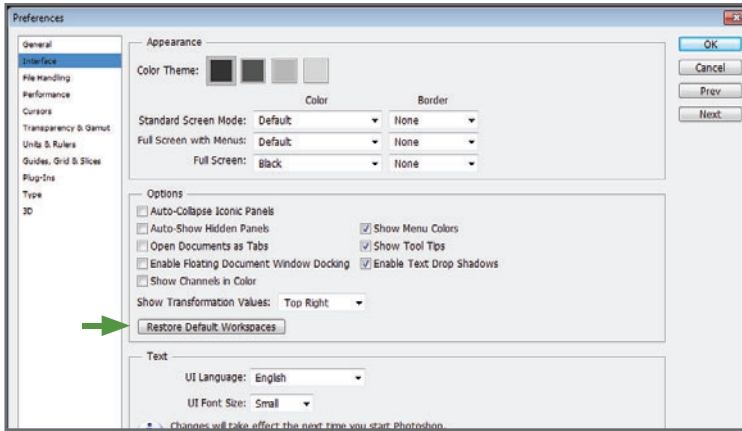 Preferences
General
Interface
File Handling
Performance
Cursors
Transparency & Gamut
Units & Rulers
Guides, Grid & Slices
Plug-Ins
Type
3D
Appearance
Color Theme:
Color Border
Standard Screen Mode: Default None
Full Screen with Menus: Default None
Full Screen: Black None
Options
Auto-Collapse Iconic Panels
Auto-Show Hidden Panels Show Menu Colors
Open Documents as Tabs Show Tool Tips
Enable Floating Document Window Docking Enable Text Drop Shadows
Show Channels in Color
Show Transformation Values: Top Right
Restore Default Workspaces
Text
UI Language: English
UI Font Size: Small
Changes will take effect the next time you start Photoshop.
OK
Cancel
Prev
Next